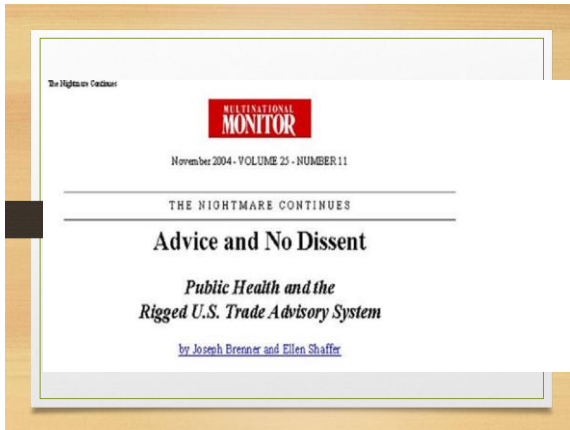 The Nightmare Continues
MULTINATIONAL
MONITOR
November 2004 - VOLUME 25 - NUMBER 11
THE NIGHTMARE CONTINUES
Advice and No Dissent
Public Health and the
Rigged U.S. Trade Advisory System
by Joseph Brenner and Ellen Shaffer